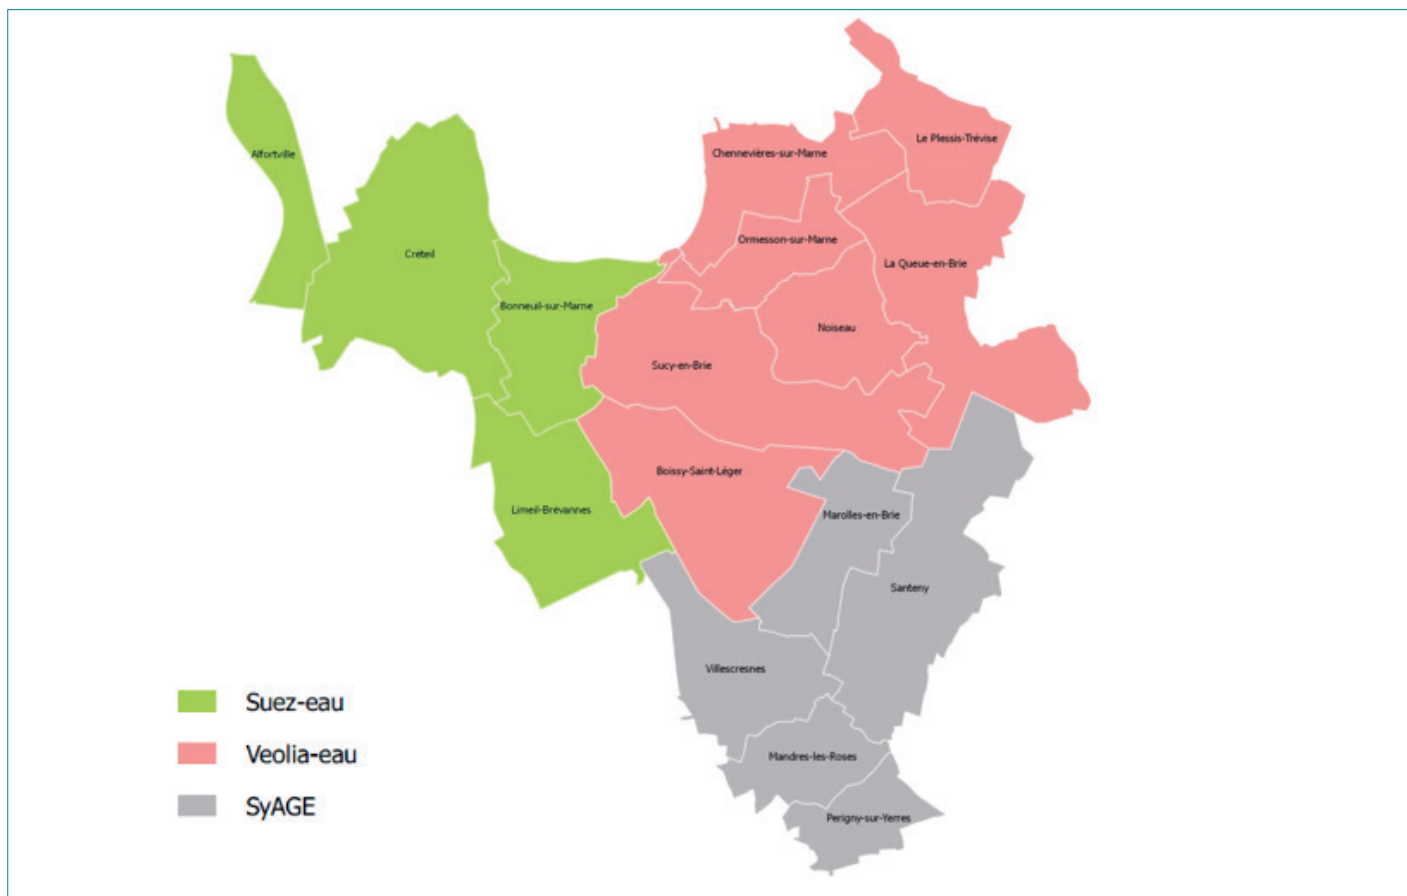 Le Plessis-Trévise
Alfortville
Chennevières-sur-Marne
Ormesson-sur-Marne
Créteil
La Queue-en-Brie
Bonneuil-sur-Marne
Noiseau
Sucy-en-Brie
Boissy-Saint-Léger
Limeil-Brévannes
Marolles-en-Brie
Santeny
Villescresnes
Suez-eau
Veolia-eau
Mandres-les-Roses
SyAGE
Perigny-sur-Yerres